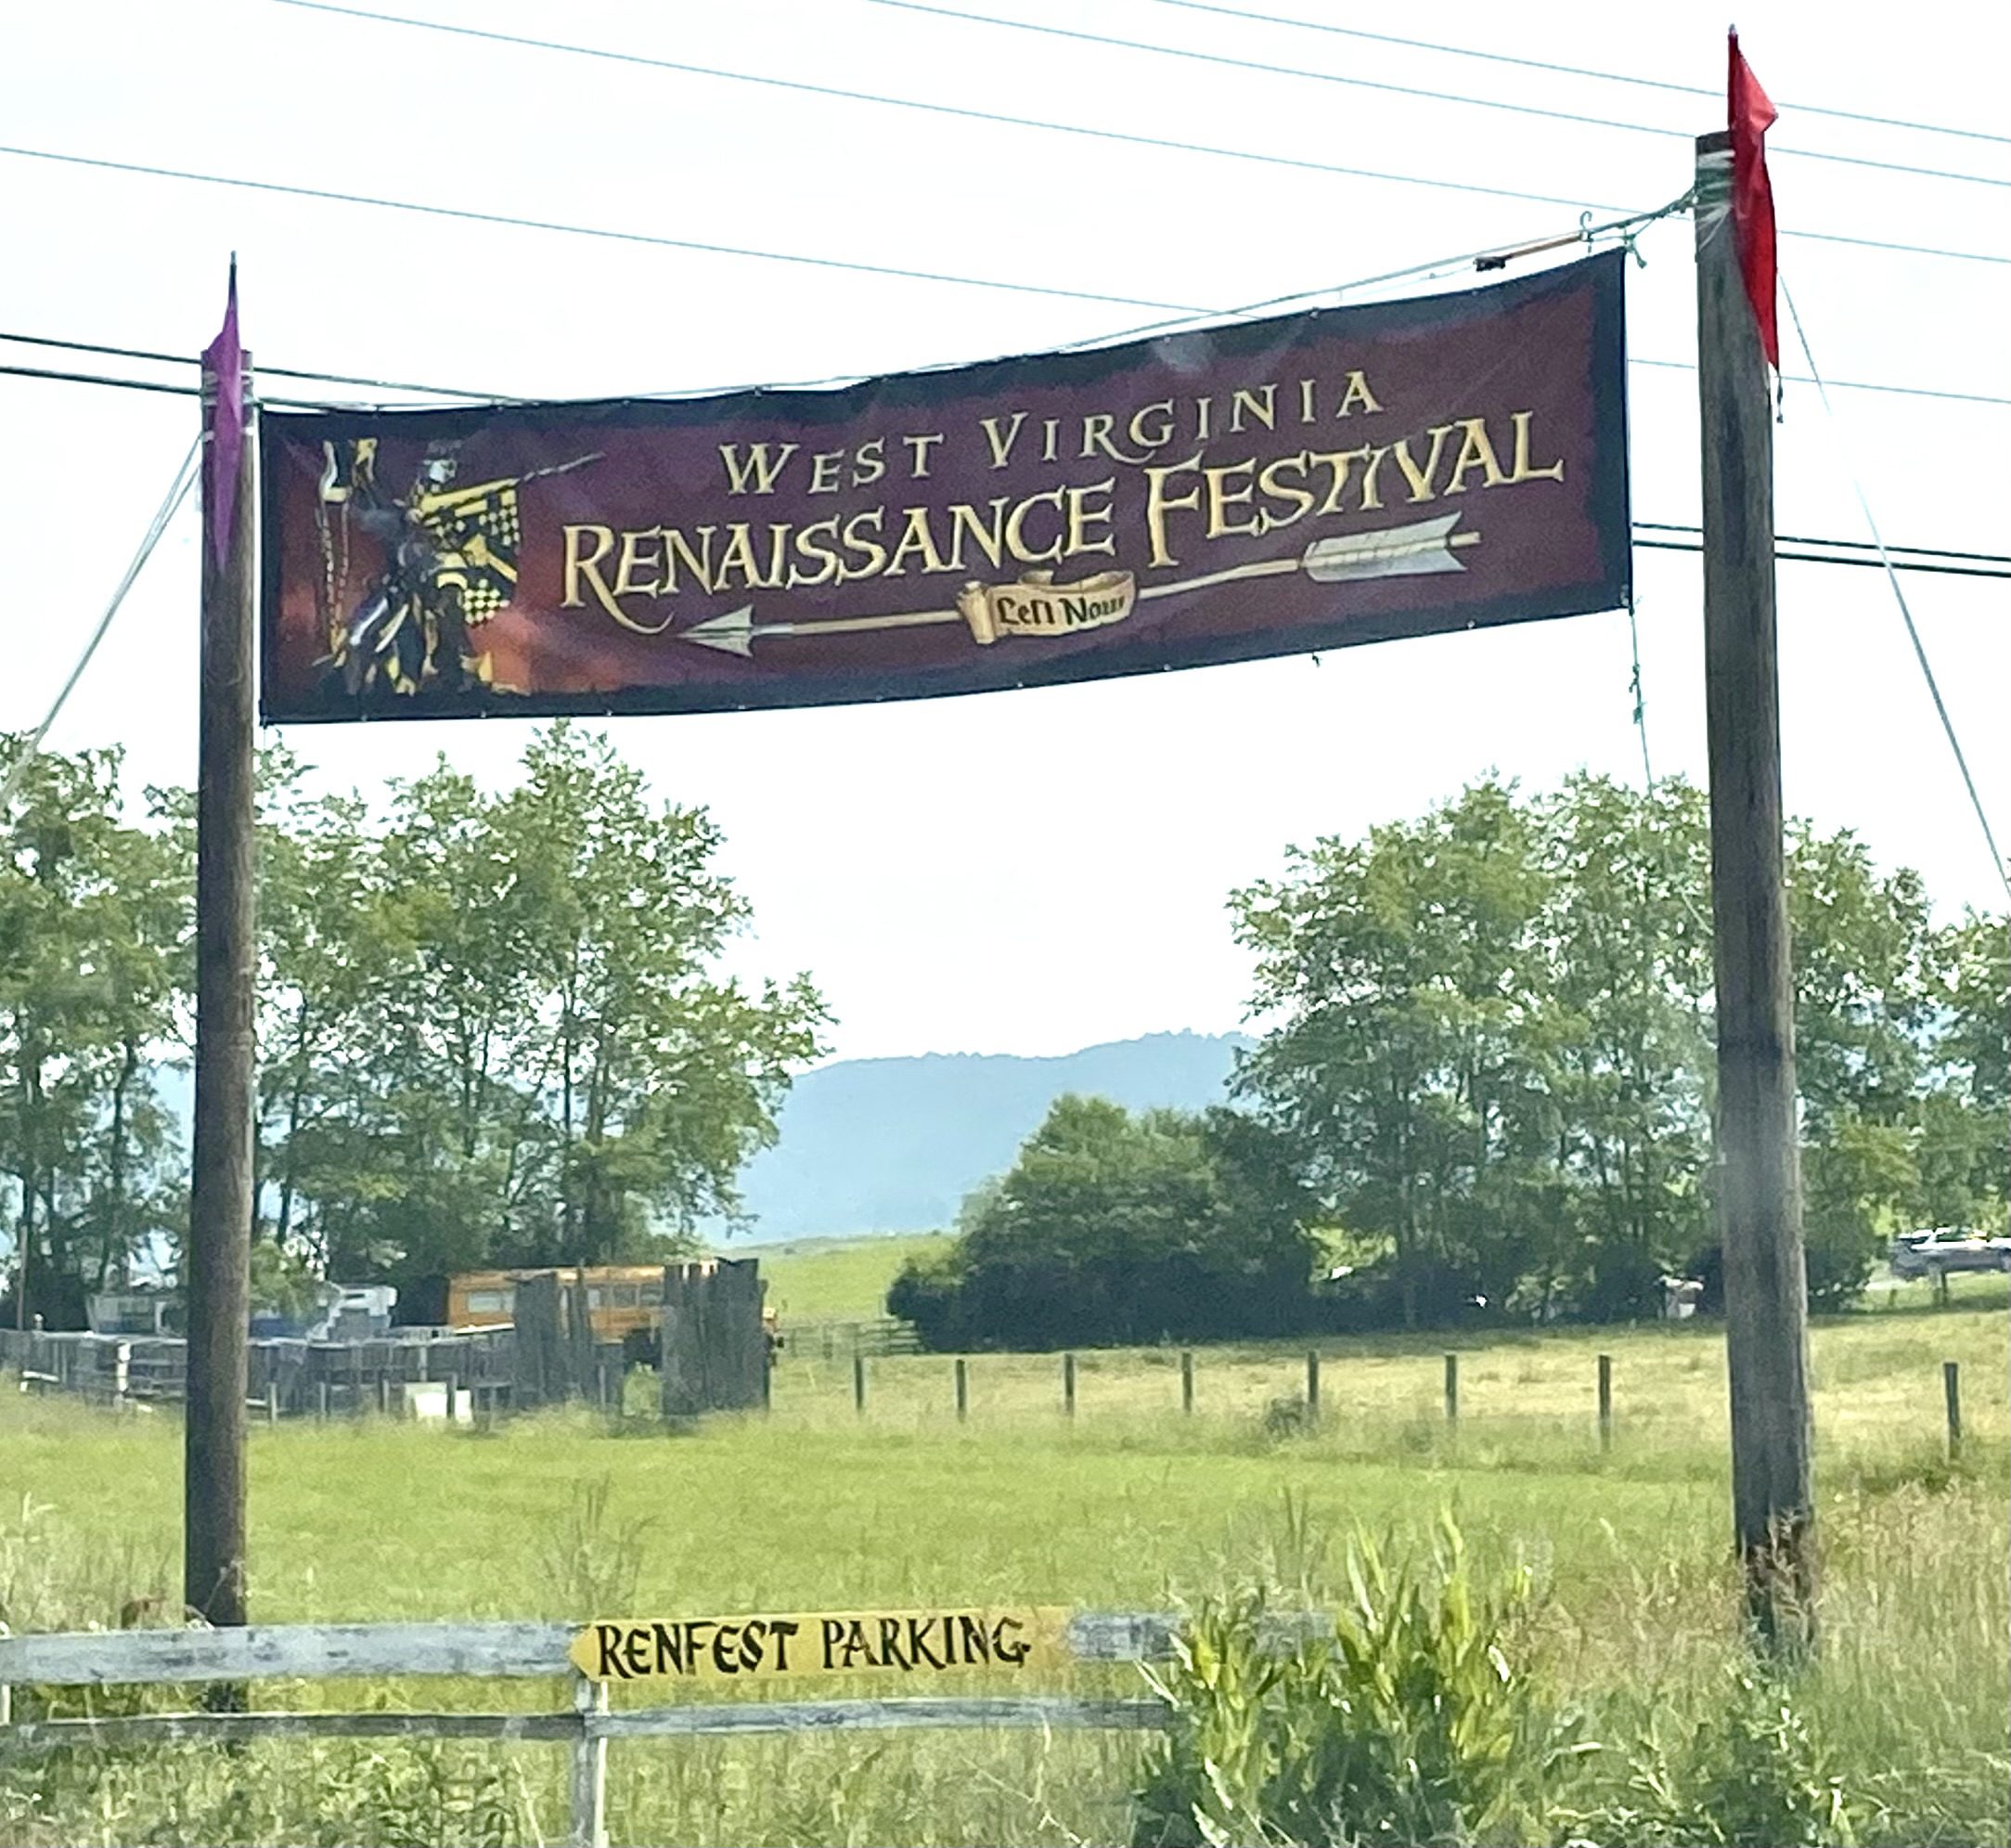 WEST VIRGINIA
RENAISSANCE FESTIVAL
Left Now
RENFEST PARKING